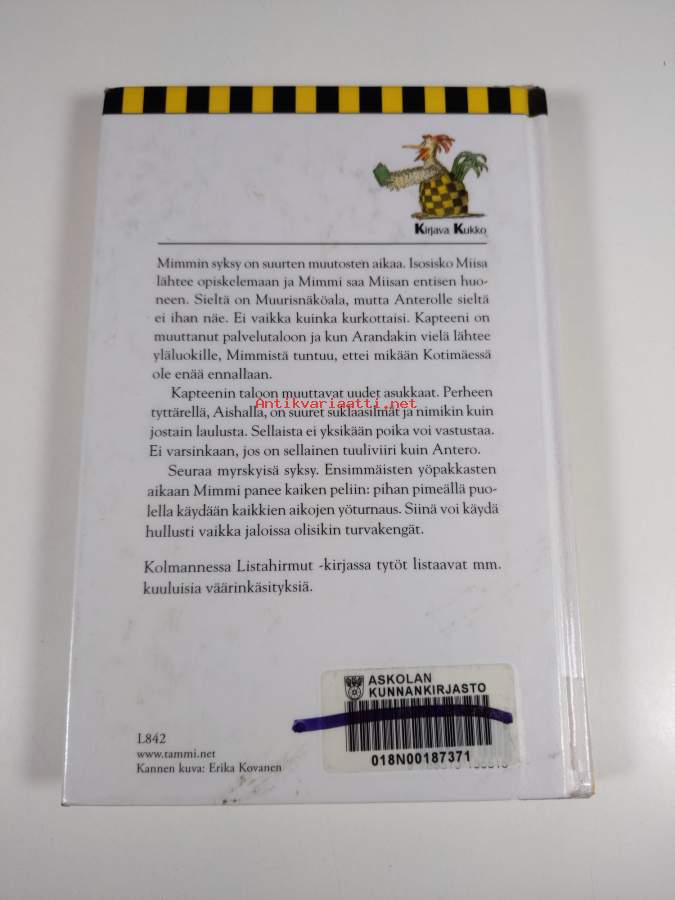 Kirjava Kukko
Mimmin syksy on suurten muutosten aikaa. Isosisko Miisa
lähtee opiskelemaan ja Mimmi saa Miisan entisen huo-
neen. Sieltä on Muurisnäköala, mutta Anterolle sieltä
ei ihan näe. Ei vaikka kuinka kurkottaisi. Kapteeni on
muuttanut palvelutaloon ja kun Arandakin vielä lähtee
yläluokille, Mimmistä tuntuu, ettei mikään Kotimäessä
ole enää ennallaan.
Kapteenin taloon muuttavat uudet asukkaat. Perheen
Antikvariaatti.net
tyttärellä, Aishalla, on suuret suklaasilmät ja nimikin kuin
jostain laulusta. Sellaista ei yksikään poika voi vastustaa.
Ei varsinkaan, jos on sellainen tuuliviiri kuin Antero.
Seuraa myrskyisä syksy. Ensimmäisten yöpakkasten
aikaan Mimmi panee kaiken peliin: pihan pimeällä puo-
lella käydään kaikkien aikojen yöturnaus. Siinä voi käydä
hullusti vaikka jaloissa olisikin turvakengät.
Kolmannessa Listahirmut -kirjassa tytöt listaavat mm.
kuuluisia väärinkäsityksiä.
ASKOLAN
KUNNANKIRJASTO
018N00187371
L842
www.tammi.net
Kannen kuva: Erika Kovanen